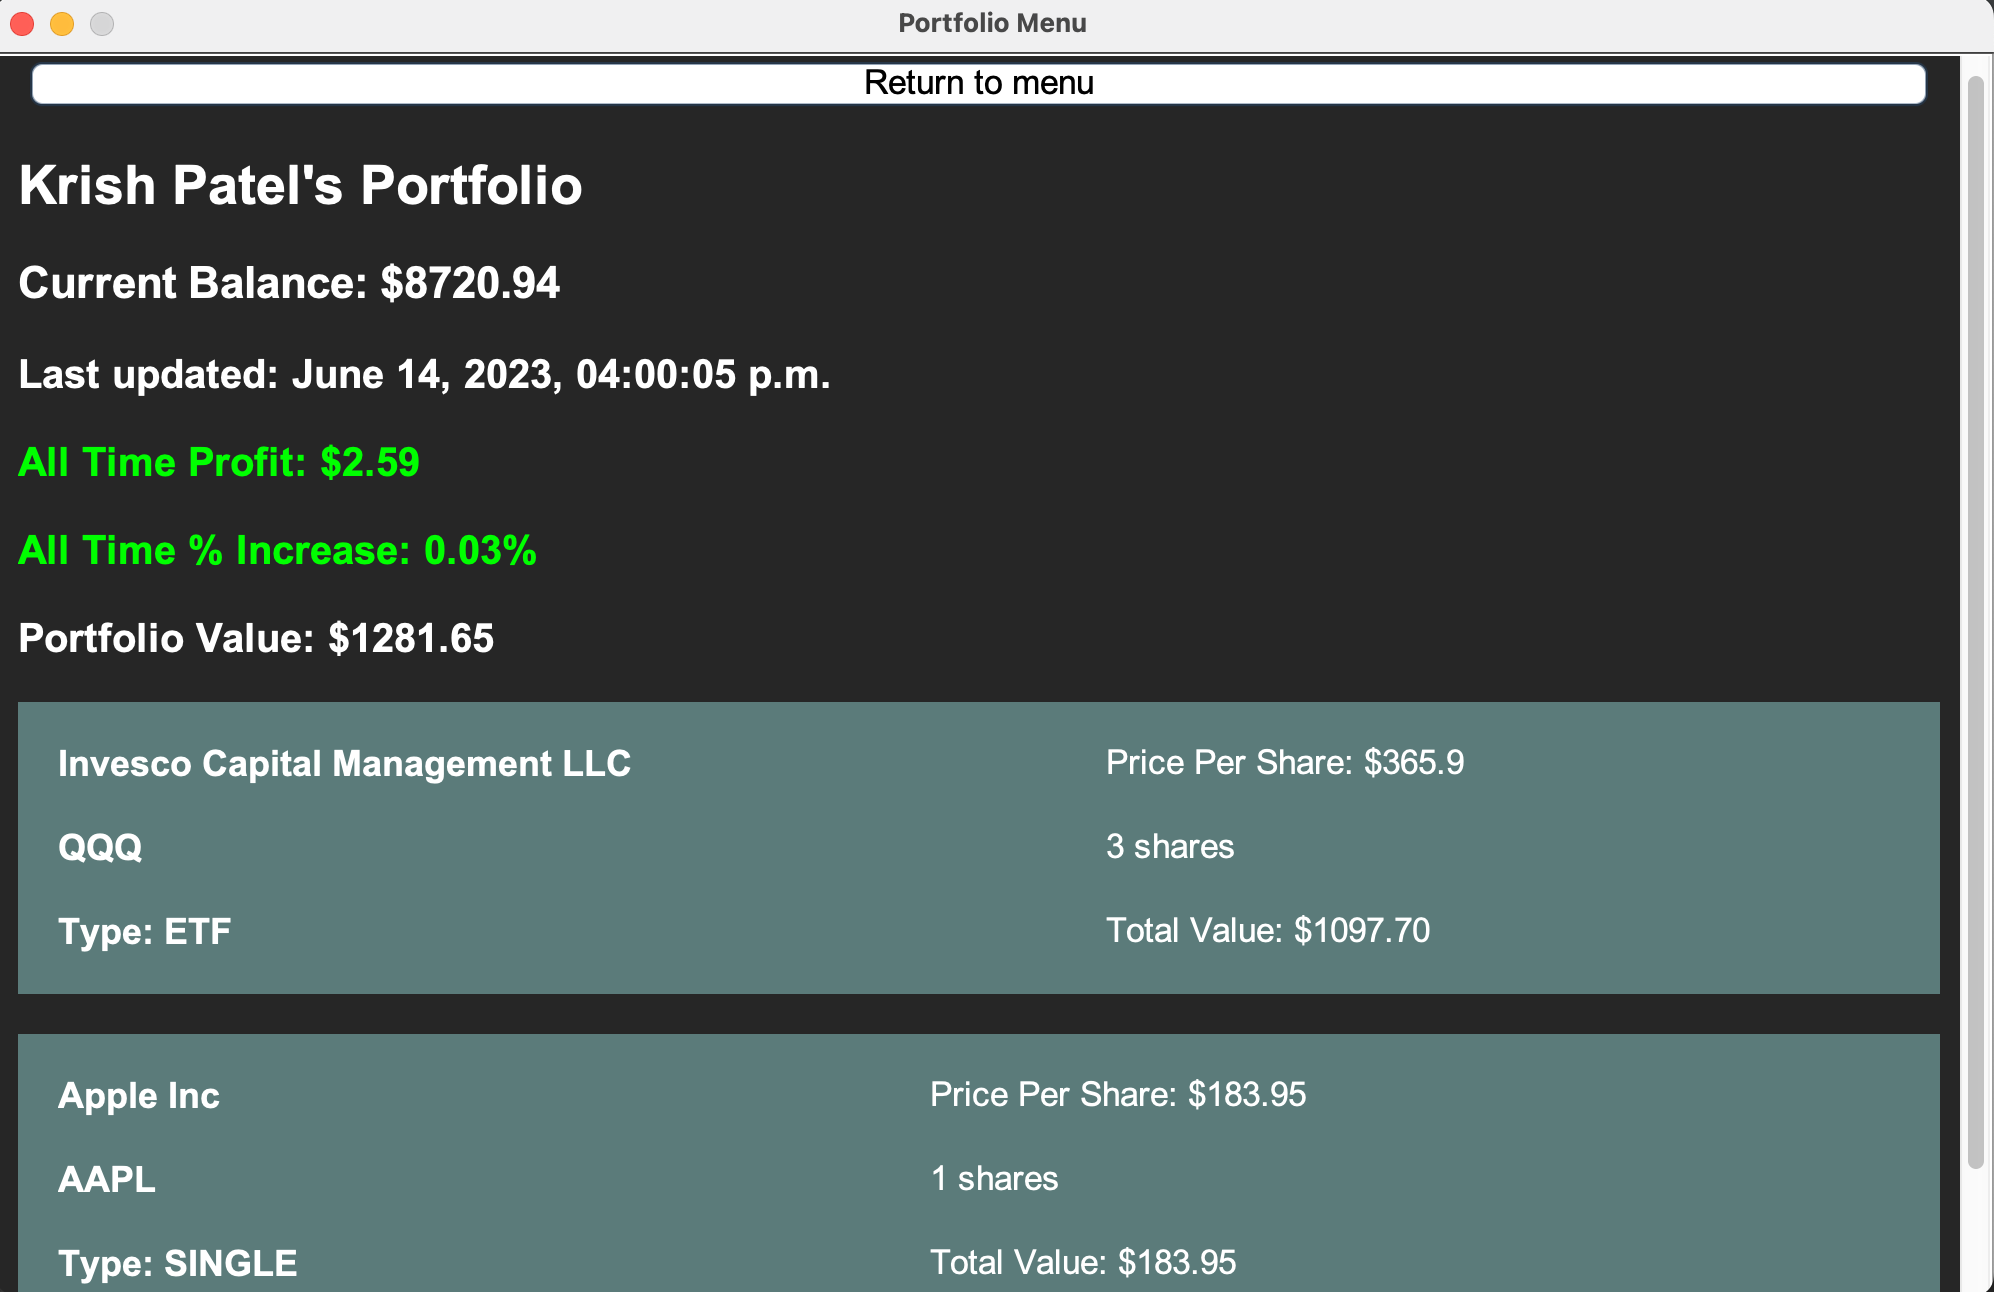 Portfolio Menu
Return to menu
Krish Patel's Portfolio
Current Balance: $8720.94
Last updated: June 14, 2023, 04:00:05 p.m.
All Time Profit: $2.59
All Time % Increase: 0.03%
Portfolio Value: $1281.65
Invesco Capital Management LLC
Price Per Share: $365.9
QQQ
3 shares
Type: ETF
Total Value: $1097.70
Apple Inc
Price Per Share: $183.95
AAPL
1 shares
Type: SINGLE
Total Value: $183.95